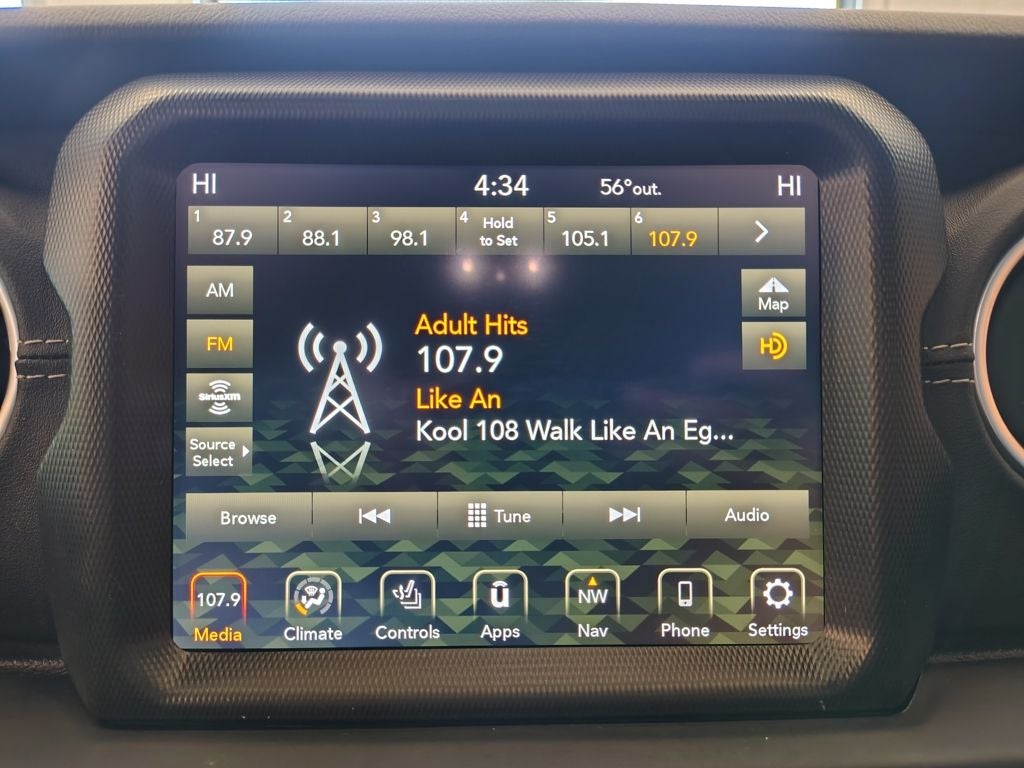 HI 4:34 56°out. HI
1 87.9 2 88.1 3 98.1 4 Hold to Set 5 105.1 6 107.9
AM
Map
FM
HD
Adult Hits
107.9
SiriusXM
Like An
Kool 108 Walk Like An Eg...
Source
Select
Browse Tune Audio
107.9 NW
Media Climate Controls Apps Nav Phone Settings